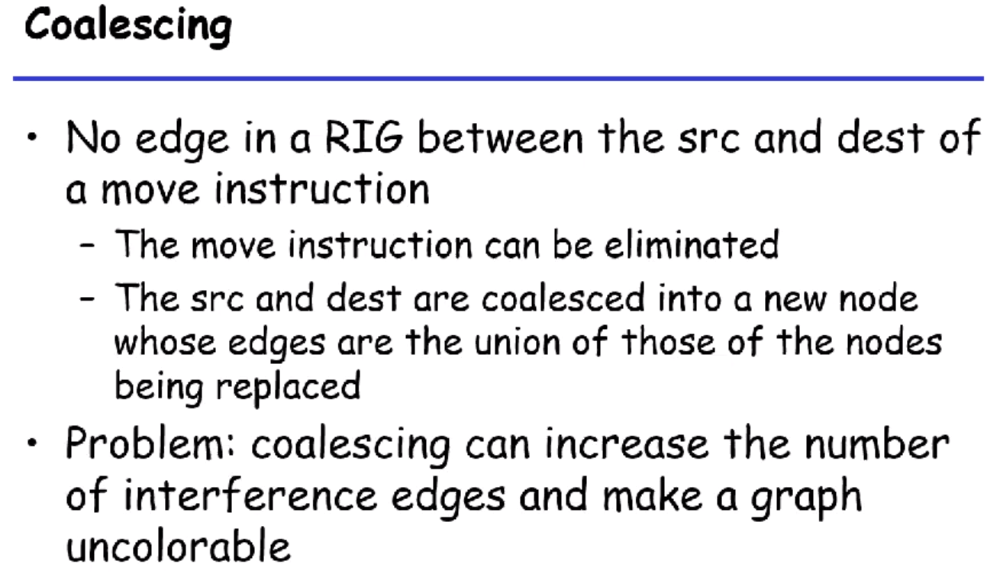 Coalescing
• No edge in a RIG between the src and dest of
a move instruction
– The move instruction can be eliminated
– The src and dest are coalesced into a new node
whose edges are the union of those of the nodes
being replaced
• Problem: coalescing can increase the number
of interference edges and make a graph
uncolorable